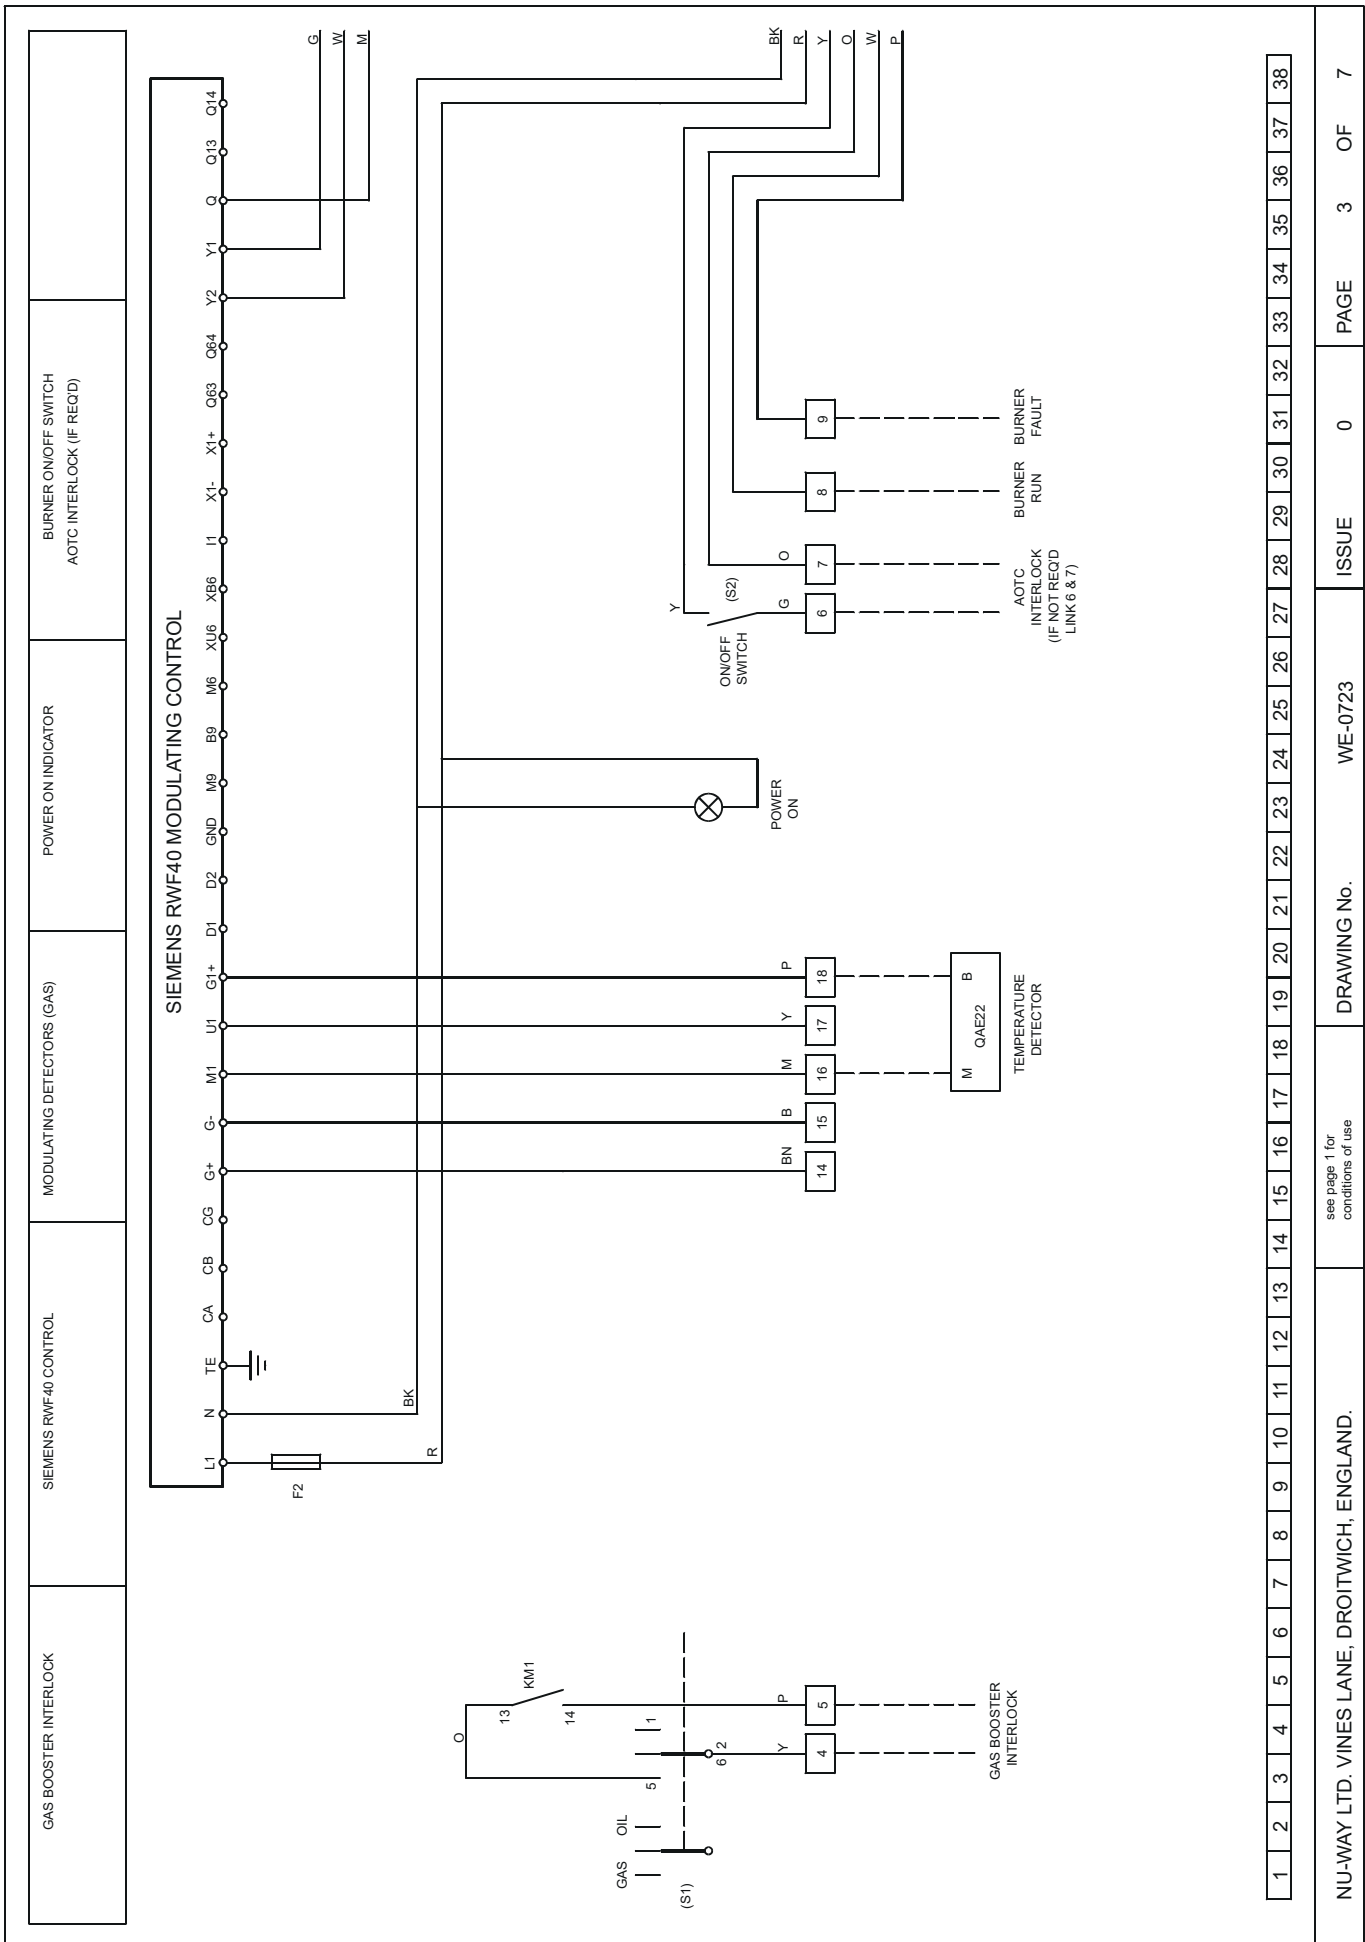 GAS BOOSTER INTERLOCK
SIEMENS RWF40 CONTROL
MODULATING DETECTORS (GAS)
POWER ON INDICATOR
BURNER ON/OFF SWITCH
AOTC INTERLOCK (IF REQ'D)
SIEMENS RWF40 MODULATING CONTROL
L1 N TE CA CB CG G+ G- M1 U1 G1+ D1 D2 GND M9 B9 M6 XU6 XB6 I1 X1- X1+ Q63 Q64 Y2 Y1 Q Q13 Q14
G
W
M
F2
BK
R
BK
R
Y
O
W
P
O
KM1
13
14
GAS OIL
(S1)
5 1
6 2
Y P
4 5
GAS BOOSTER
INTERLOCK
BN B M Y P
14 15 16 17 18
M QAE22 B
TEMPERATURE
DETECTOR
POWER
ON
Y
ON/OFF
SWITCH
(S2)
G O
6 7 8 9
AOTC
INTERLOCK
(IF NOT REQ'D
LINK 6 & 7)
BURNER
RUN
BURNER
FAULT
1 2 3 4 5 6 7 8 9 10 11 12 13 14 15 16 17 18 19 20 21 22 23 24 25 26 27 28 29 30 31 32 33 34 35 36 37 38
NU-WAY LTD. VINES LANE, DROITWICH, ENGLAND.
see page 1 for
conditions of use
DRAWING No. WE-0723
ISSUE 0
PAGE 3 OF 7